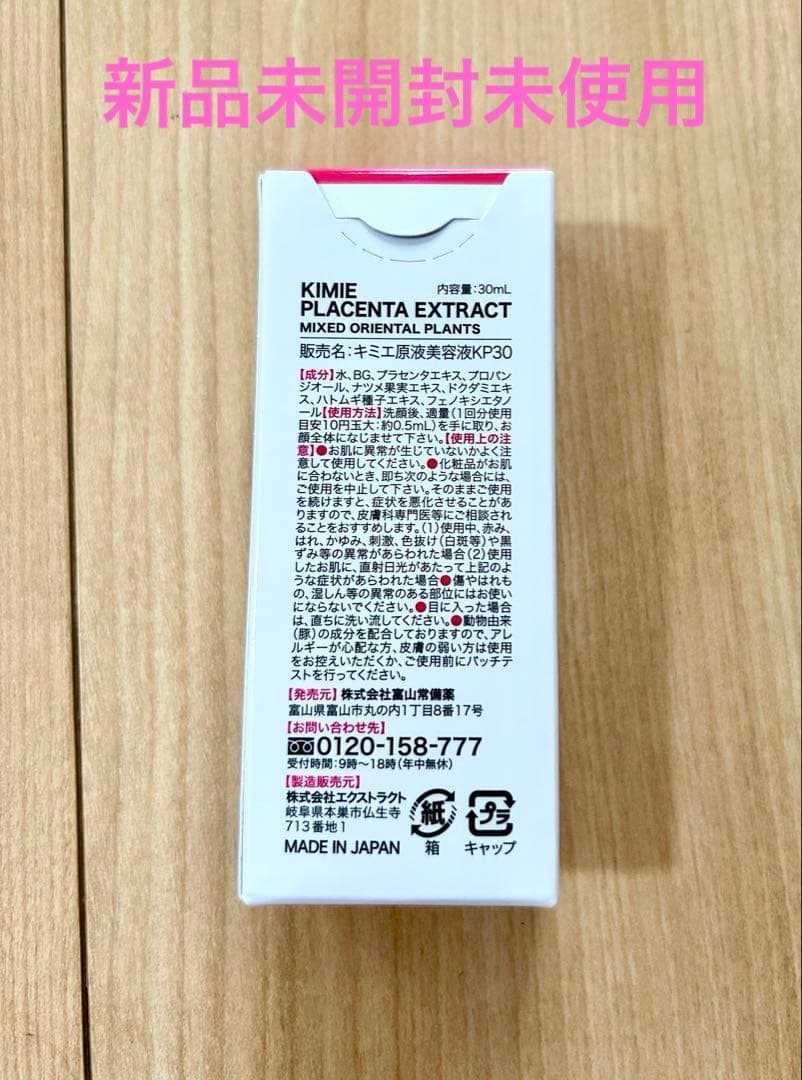 新品未開封未使用
KIMIE 内容量:30mL
PLACENTA EXTRACT
MIXED ORIENTAL PLANTS
販売名:キミエ原液美容液KP30
【成分】水、BG、プラセンタエキス、プロパン
ジオール、ナツメ果実エキス、ドクダミエキ
ス、ハトムギ種子エキス、フェノキシエタノ
ール【使用方法】洗顔後、適量(1回分使用
目安10円玉大:約0.5mL)を手に取り、お
顔全体になじませて下さい。【使用上の注
意】●お肌に異常が生じていないかよく注
意して使用してください。●化粧品がお肌
に合わないとき、即ち次のような場合には、
ご使用を中止して下さい。そのままご使用
を続けますと、症状を悪化させることがあ
りますので、皮膚科専門医等にご相談され
ることをおすすめします。(1)使用中、赤み、
はれ、かゆみ、刺激、色抜け(白斑等)や黒
ずみ等の異常があらわれた場合(2)使用
したお肌に、直射日光があたって上記のよ
うな症状があらわれた場合●傷やはれも
の、湿しん等の異常のある部位にはお使い
にならないでください。●目に入った場合
は、直ちに洗い流してください。●動物由来
(豚)の成分を配合しておりますので、アレ
ルギーが心配な方、皮膚の弱い方は使用
をお控えいただくか、ご使用前にパッチテ
ストを行ってください。
【発売元】株式会社富山常備薬
富山県富山市丸の内1丁目8番17号
【お問い合わせ先】
0120-158-777
受付時間:9時〜18時(年中無休)
【製造販売元】
株式会社エクストラクト
岐阜県本巣市仏生寺
713番地1
MADE IN JAPAN
紙 プラ
箱 キャップ